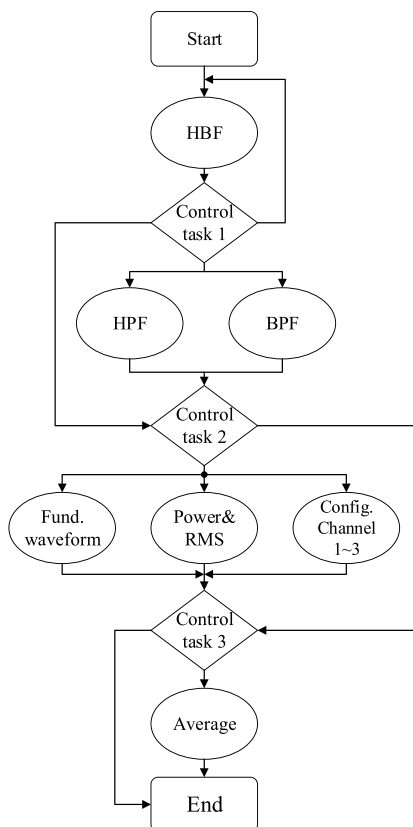 Start
HBF
Control
task 1
HPF
BPF
Control
task 2
Fund.
waveform
Power&
RMS
Config.
Channel
1~3
Control
task 3
Average
End